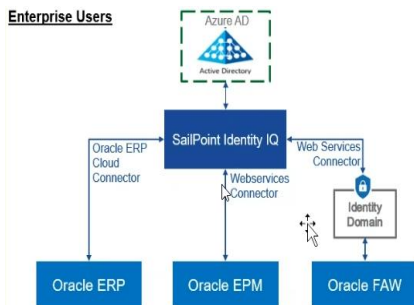 Enterprise Users
Azure AD
Active Directory
SailPoint Identity IQ
Oracle ERP
Cloud
Connector
Webservices
Connector
Web Services
Connector
Identity
Domain
Oracle ERP
Oracle EPM
Oracle FAW